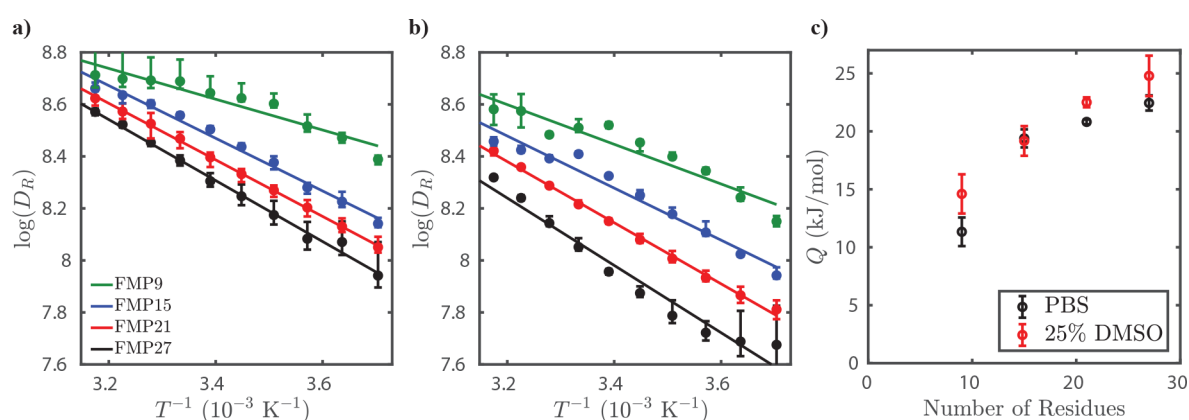 a)
8.8
8.6
8.4
8.2
8
7.8
7.6
log(D_R)
FMP9
FMP15
FMP21
FMP27
3.2
3.4
3.6
T⁻¹ (10⁻³ K⁻¹)
b)
8.8
8.6
8.4
8.2
8
7.8
7.6
log(D_R)
3.2
3.4
3.6
T⁻¹ (10⁻³ K⁻¹)
c)
25
20
15
10
5
0
Q (kJ/mol)
PBS
25% DMSO
0
10
20
30
Number of Residues